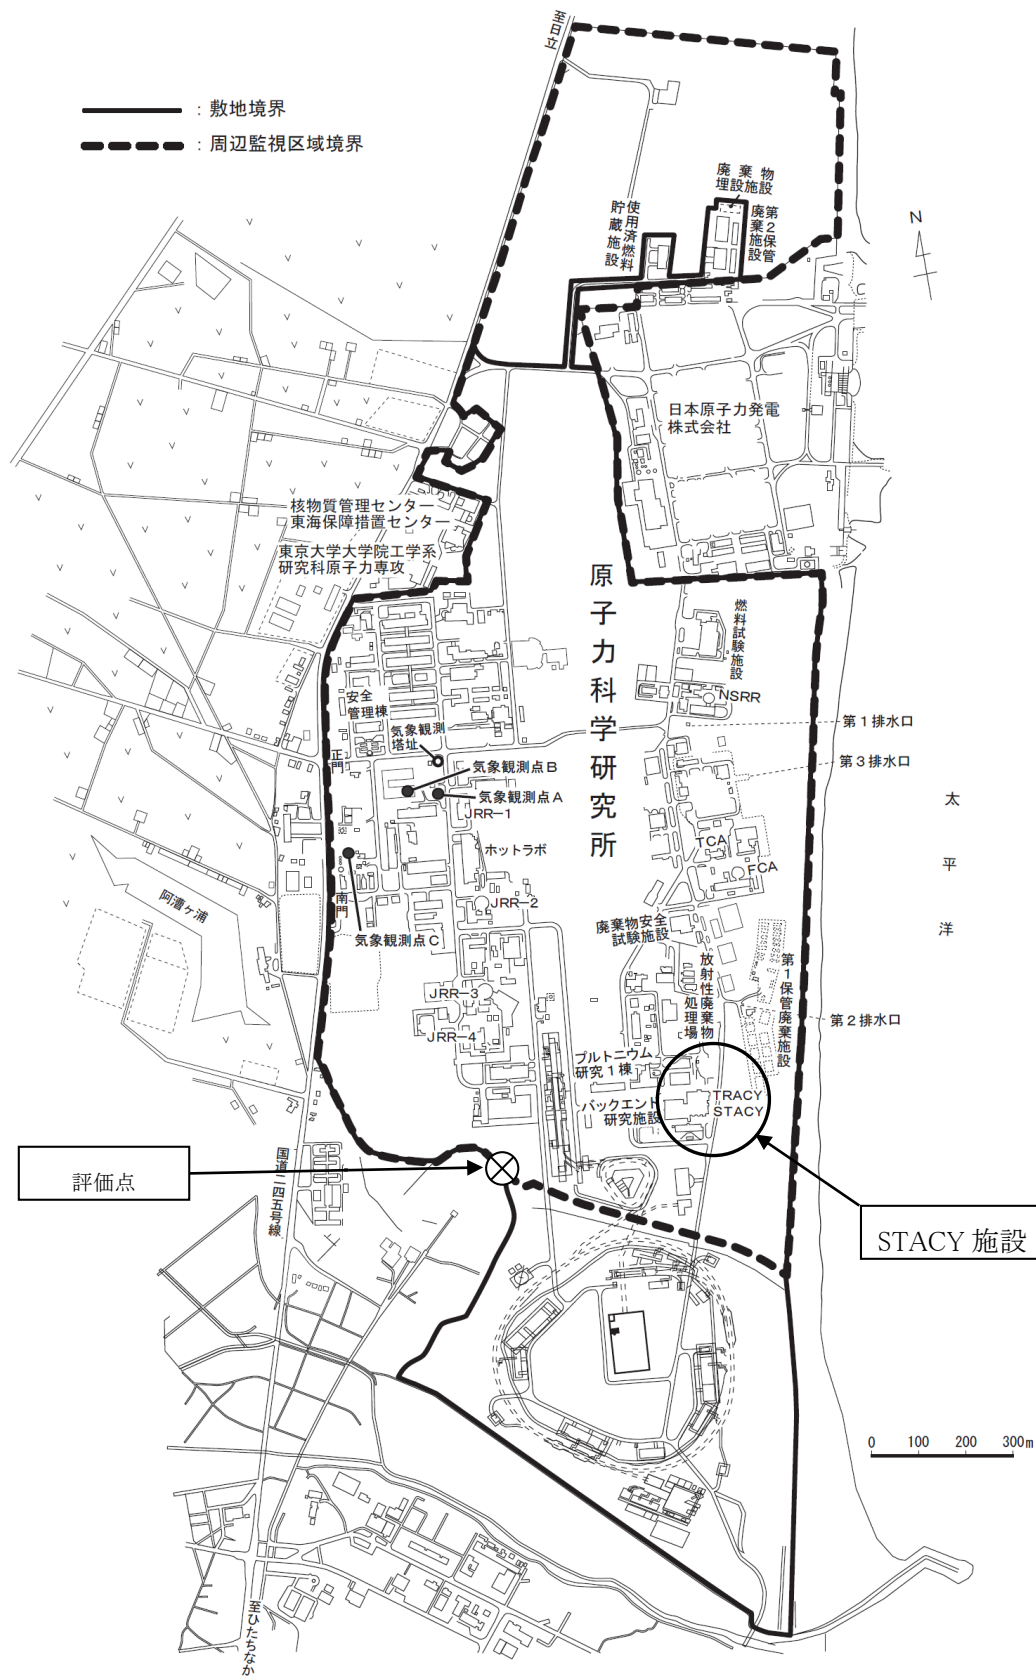 至日立
: 敷地境界
: 周辺監視区域境界
廃棄物
埋設施設
第2保管
廃棄施設
使用済燃料
貯蔵施設
N
日本原子力発電
株式会社
核物質管理センター
東海保障措置センター
東京大学大学院工学系
研究科原子力専攻
原子力科学研究所
燃料試験施設
安全
管理棟
NSRR
気象観測
塔址
第1排水口
正門
気象観測点B
第3排水口
気象観測点A
JRR-1
太平洋
TCA
ホットラボ
FCA
阿漕ヶ浦
南門
JRR-2
廃棄物安全
試験施設
気象観測点C
放射性廃棄物
処理場
第1保管廃棄施設
JRR-3
第2排水口
JRR-4
プルトニウム
研究1棟
TRACY
STACY
バックエンド
研究施設
評価点
国道二四五号線
STACY 施設
0 100 200 300m
至ひたちなか